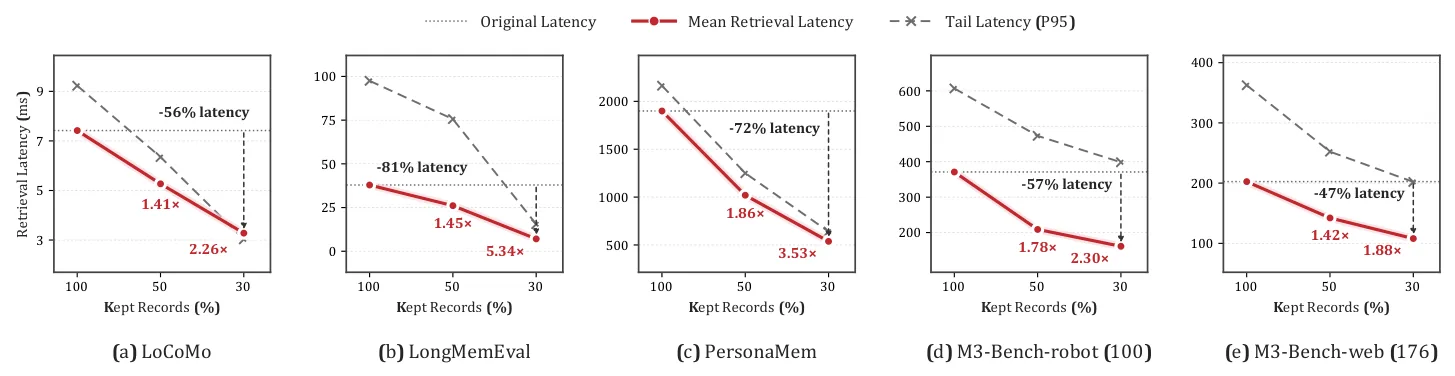 Original Latency Mean Retrieval Latency Tail Latency (P95)
Retrieval Latency (ms)
9
7
5
3
-56% latency
1.41×
2.26×
100 50 30
Kept Records (%)
(a) LoCoMo
100
75
50
25
0
-81% latency
1.45×
5.34×
100 50 30
Kept Records (%)
(b) LongMemEval
2000
1500
1000
500
-72% latency
1.86×
3.53×
100 50 30
Kept Records (%)
(c) PersonaMem
600
500
400
300
200
-57% latency
1.78×
2.30×
100 50 30
Kept Records (%)
(d) M3-Bench-robot (100)
400
300
200
100
-47% latency
1.42×
1.88×
100 50 30
Kept Records (%)
(e) M3-Bench-web (176)